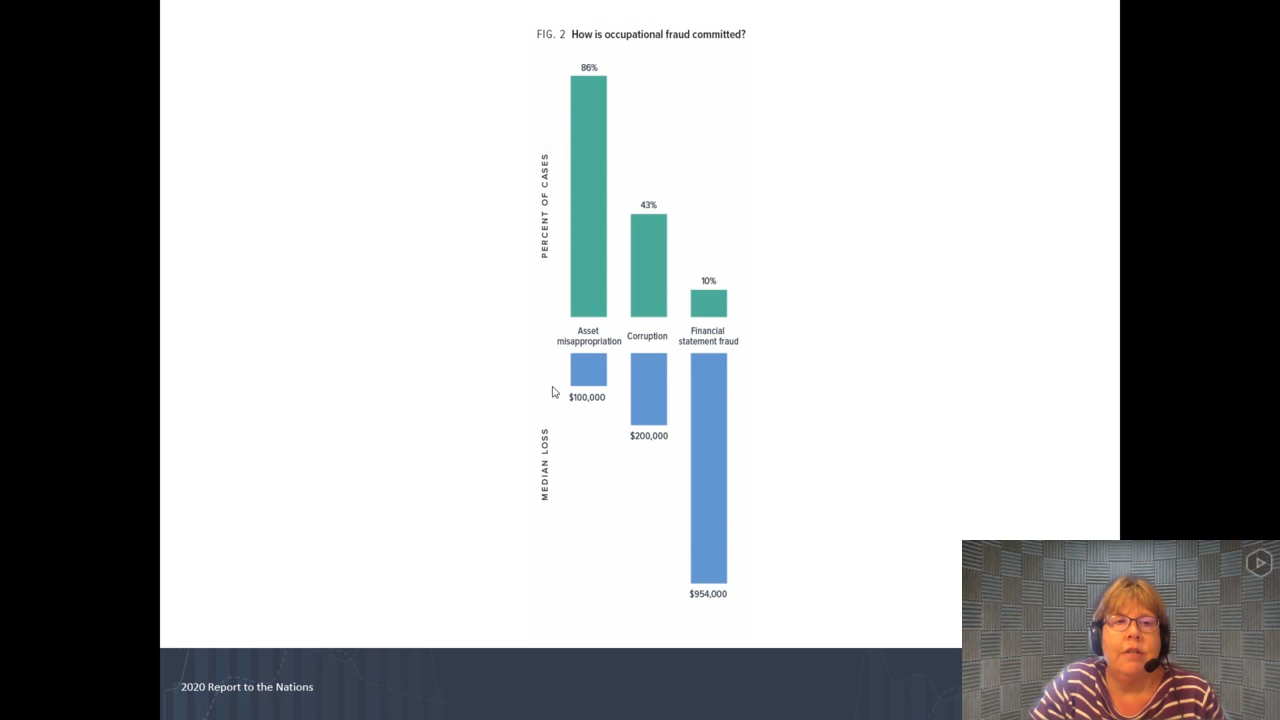 FIG. 2 How is occupational fraud committed?
86%
43%
10%
PERCENT OF CASES
Asset
misappropriation
Corruption
Financial
statement fraud
$100,000
$200,000
$954,000
MEDIAN LOSS
2020 Report to the Nations